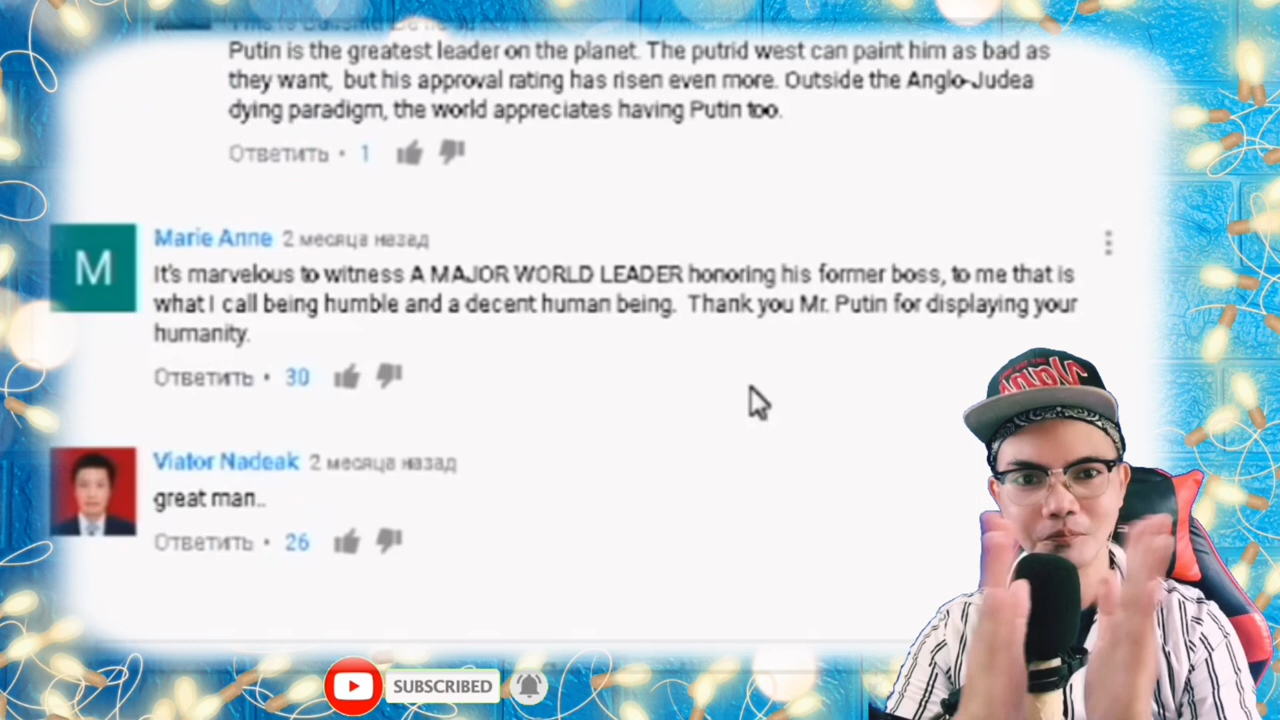 Putin is the greatest leader on the planet. The putrid west can paint him as bad as
they want, but his approval rating has risen even more. Outside the Anglo-Judea
dying paradigm, the world appreciates having Putin too.
Ответить • 1
M
Marie Anne 2 месяца назад
It's marvelous to witness A MAJOR WORLD LEADER honoring his former boss, to me that is
what I call being humble and a decent human being. Thank you Mr. Putin for displaying your
humanity.
Ответить • 30
Viator Nadeak 2 месяца назад
great man..
Ответить • 26
SUBSCRIBED